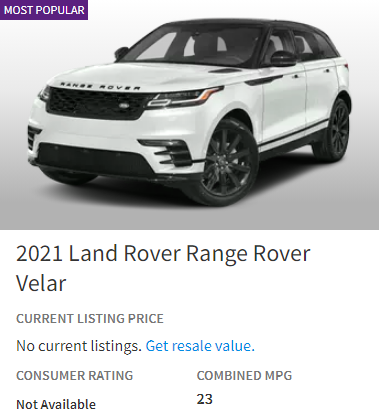 MOST POPULAR
RANGE ROVER
2021 Land Rover Range Rover
Velar
CURRENT LISTING PRICE
No current listings. Get resale value.
CONSUMER RATING
COMBINED MPG
Not Available
23